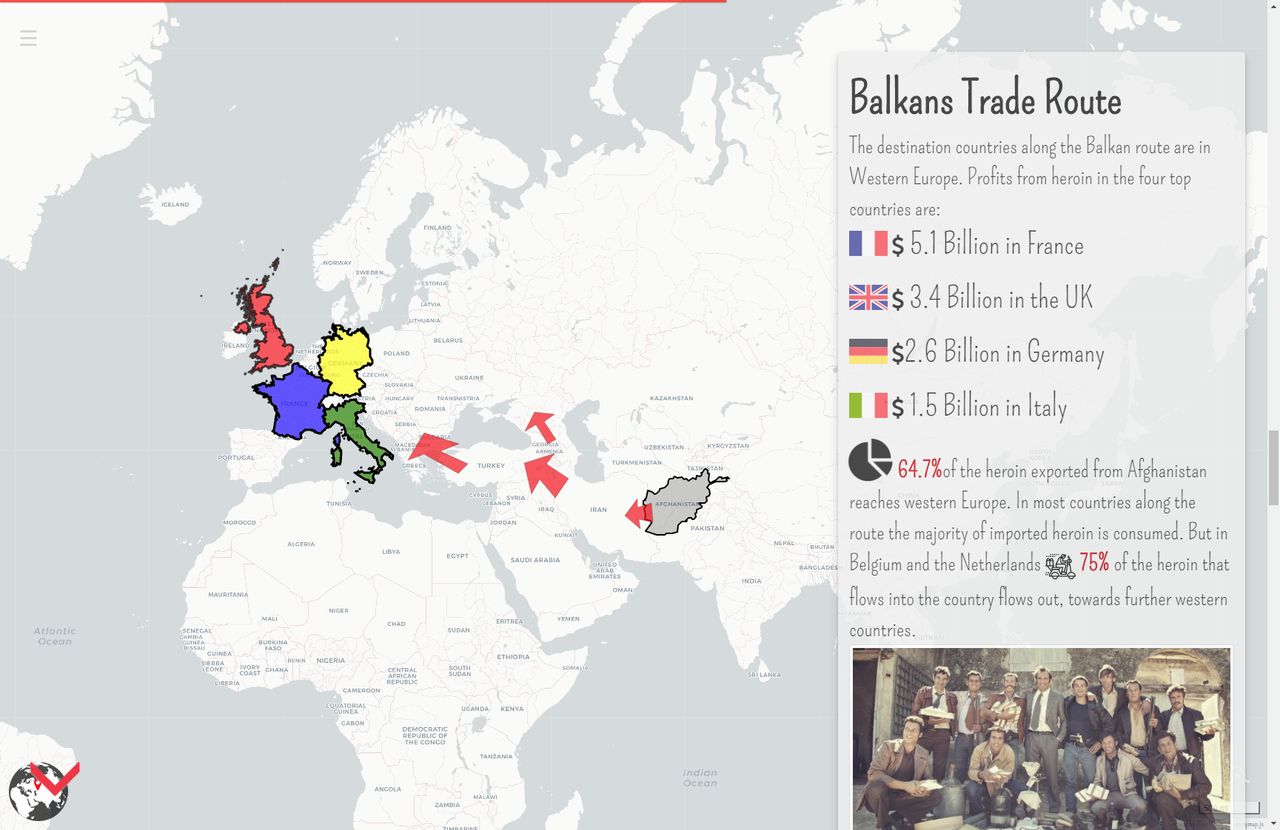 Balkans Trade Route
The destination countries along the Balkan route are in
Western Europe. Profits from heroin in the four top
countries are:
$ 5.1 Billion in France
$ 3.4 Billion in the UK
$2.6 Billion in Germany
$ 1.5 Billion in Italy
64.7%of the heroin exported from Afghanistan
reaches western Europe. In most countries along the
route the majority of imported heroin is consumed. But in
Belgium and the Netherlands 75% of the heroin that
flows into the country flows out, towards further western
countries.
ICELAND
FINLAND
NORWAY
SWEDEN
ESTONIA
LATVIA
LITHUANIA
BELARUS
IRELAND
POLAND
GERMANY
CZECHIA
UKRAINE
SLOVAKIA
FRANCE
HUNGARY
TRANSNISTRIA
KAZAKHSTAN
CROATIA
ROMANIA
SERBIA
BULGARIA
GEORGIA
UZBEKISTAN
KYRGYZSTAN
PORTUGAL
ARMENIA
GREECE
TURKEY
TURKMENISTAN
TAJIKISTAN
CYPRUS
LEBANON
SYRIA
TUNISIA
IRAQ
IRAN
AFGHANISTAN
MOROCCO
JORDAN
PAKISTAN
KUWAIT
ALGERIA
LIBYA
EGYPT
SAUDI ARABIA
NEPAL
BHUTAN
UNITED
ARAB
EMIRATES
BANGLADESH
INDIA
OMAN
MAURITANIA
NIGER
MALI
CHAD
SUDAN
ERITREA
YEMEN
Atlantic
Ocean
SENEGAL
GAMBIA
GUINEA
BISSAU
GUINEA
BURKINA
FASO
BENIN
NIGERIA
ETHIOPIA
SIERRA
LEONE
IVORY
COAST
GHANA
CENTRAL
AFRICAN
REPUBLIC
SOUTH
SUDAN
SOMALIA
SRI LANKA
LIBERIA
CAMEROON
EQUATORIAL
GUINEA
GABON
UGANDA
KENYA
DEMOCRATIC
REPUBLIC OF
THE CONGO
TANZANIA
Indian
Ocean
ANGOLA
MALAWI
ZAMBIA
ZIMBABWE